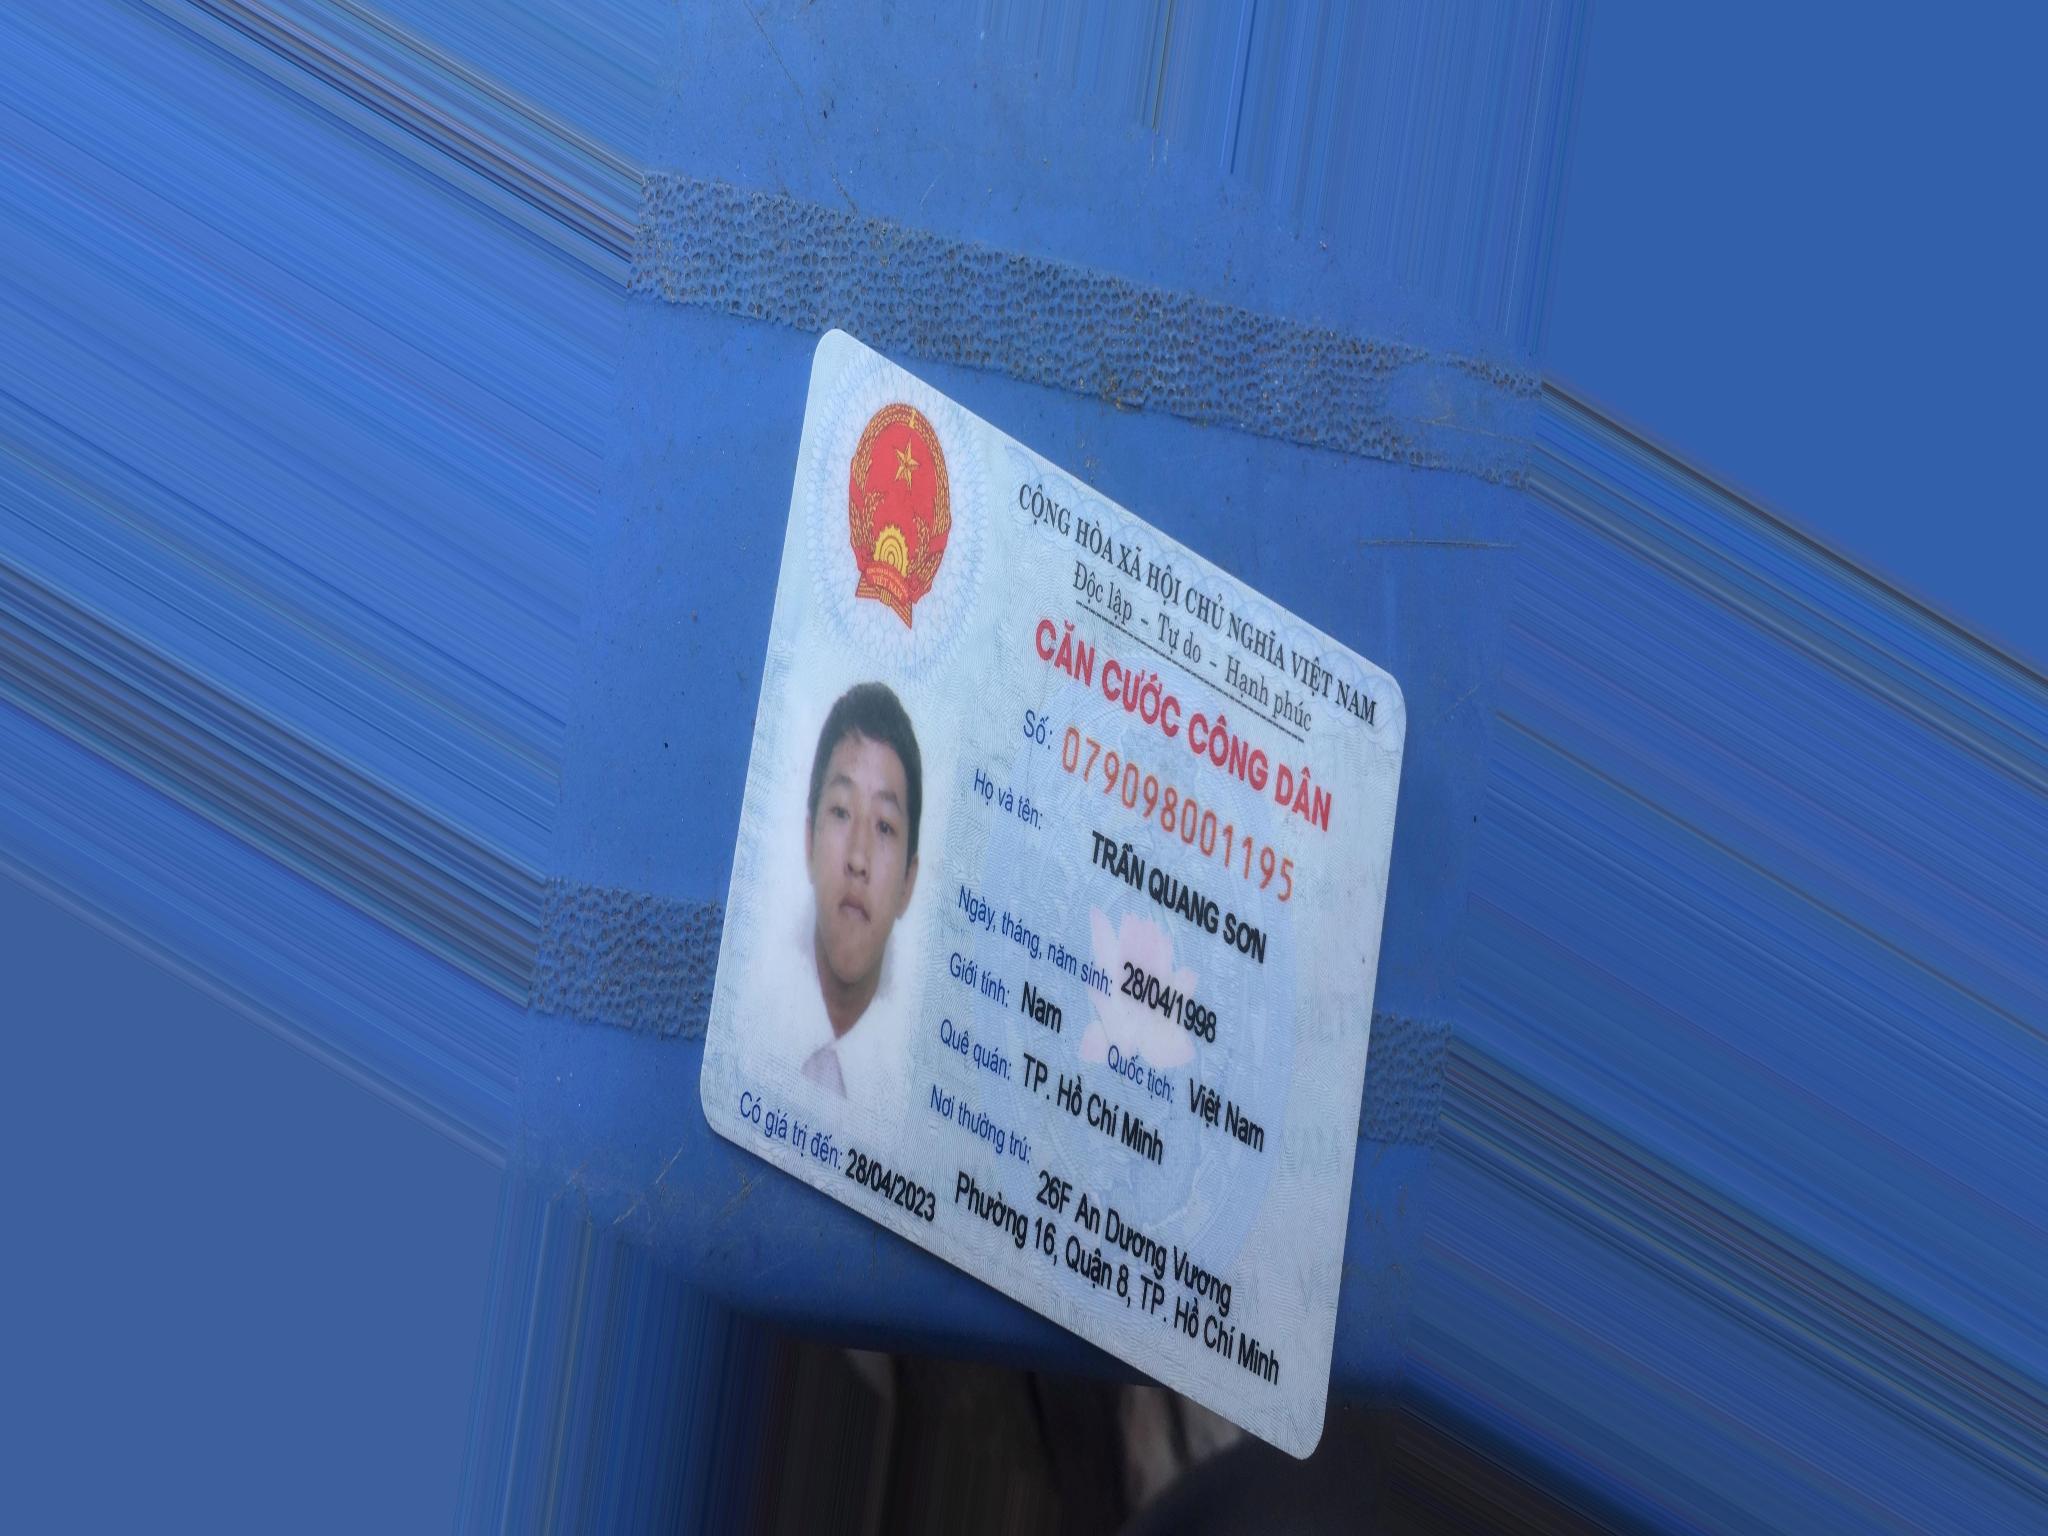 CỘNG HÒA XÃ HỘI CHỦ NGHĨA VIỆT NAM
Độc lập - Tự do - Hạnh phúc
CĂN CƯỚC CÔNG DÂN
Số: 079098001195
Họ và tên:
TRẦN QUANG SƠN
Ngày, tháng, năm sinh: 28/04/1998
Giới tính: Nam Quốc tịch: Việt Nam
Quê quán: TP. Hồ Chí Minh
Nơi thường trú: 26F An Dương Vương
Phường 16, Quận 8, TP. Hồ Chí Minh
Có giá trị đến: 28/04/2023
VIỆT NAM